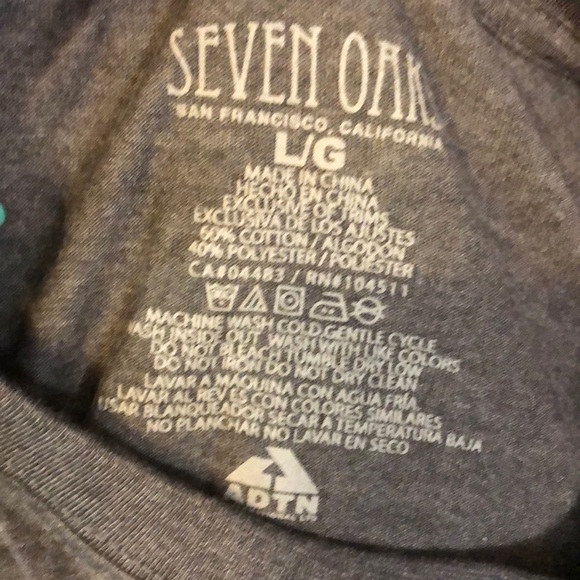 SEVEN OAKS
SAN FRANCISCO, CALIFORNIA
L/G
MADE IN CHINA
HECHO EN CHINA
EXCLUSIVE OF TRIMS
EXCLUSIVA DE LOS AJUSTES
60% COTTON / ALGODON
40% POLYESTER / POLIESTER
CA#04483 / RN#104511
MACHINE WASH COLD GENTLE CYCLE
WASH INSIDE OUT, WASH WITH LIKE COLORS
DO NOT BLEACH TUMBLE DRY LOW
DO NOT IRON DO NOT DRY CLEAN
LAVAR A MAQUINA CON AGUA FRÍA
LAVAR AL REVES CON COLORES SIMILARES
USAR BLANQUEADOR SECAR A TEMPERATURA BAJA
NO PLANCHAR NO LAVAR EN SECO
ADTN